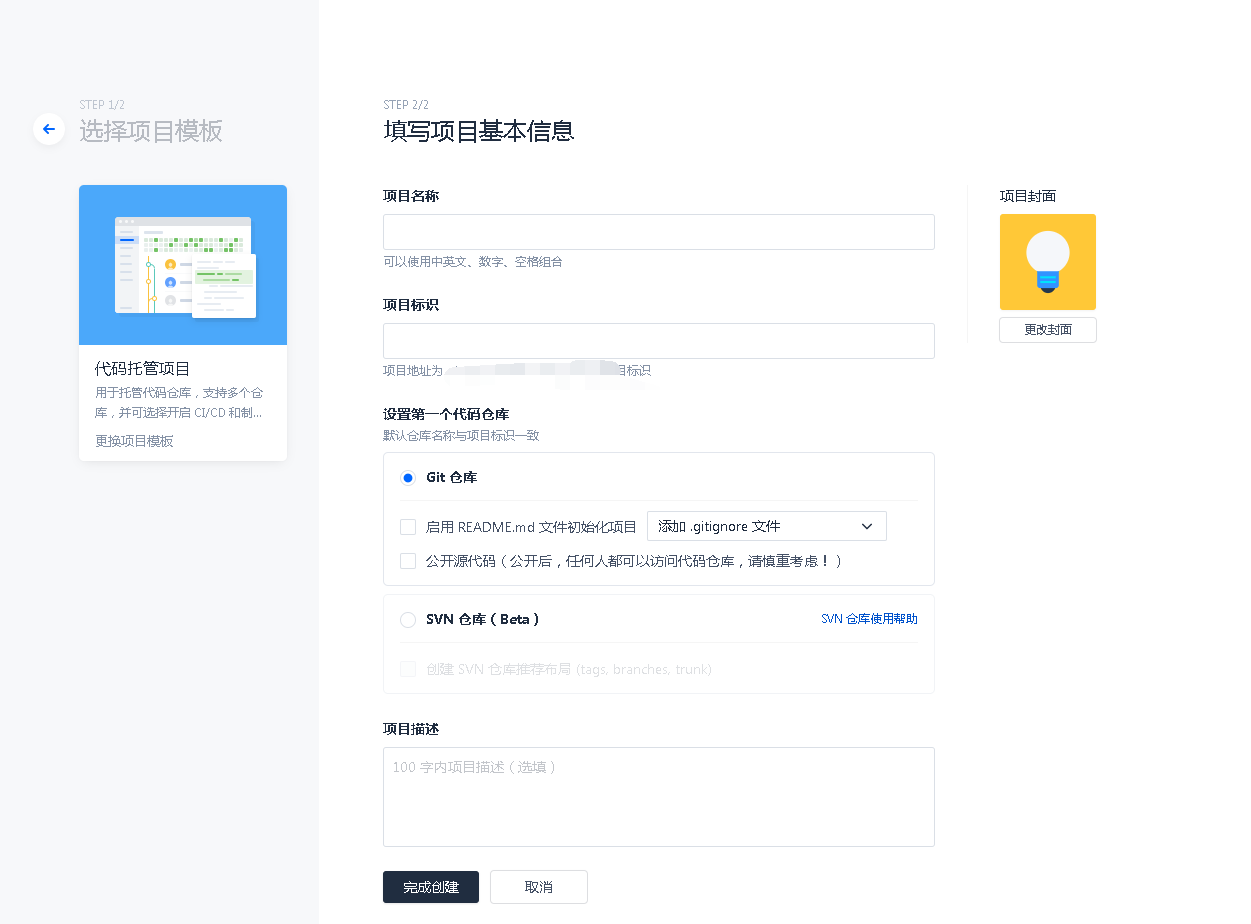 STEP 1/2
选择项目模板
代码托管项目
用于托管代码仓库，支持多个仓
库，并可选择开启 CI/CD 和制...
更换项目模板
STEP 2/2
填写项目基本信息
项目名称
可以使用中英文、数字、空格组合
项目标识
项目地址为
目标识
设置第一个代码仓库
默认仓库名称与项目标识一致
Git 仓库
启用 README.md 文件初始化项目
添加 .gitignore 文件
公开源代码（公开后，任何人都可以访问代码仓库，请慎重考虑！）
SVN 仓库（Beta）
SVN 仓库使用帮助
创建 SVN 仓库推荐布局 (tags, branches, trunk)
项目描述
100 字内项目描述（选填）
完成创建
取消
项目封面
更改封面